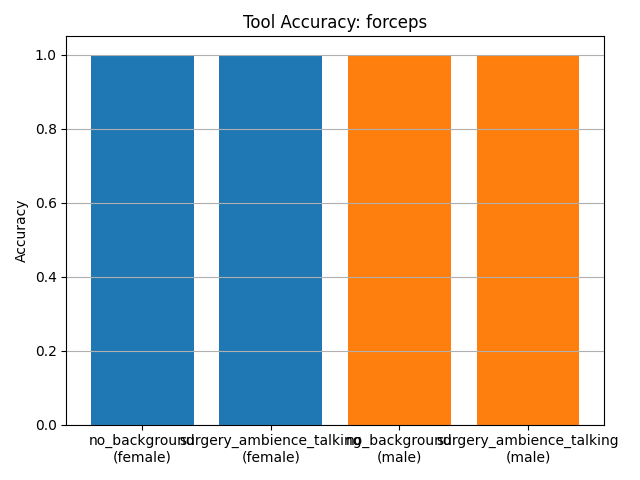 Tool Accuracy: forceps
1.0
0.8
0.6
0.4
0.2
0.0
Accuracy
no_background
(female)
surgery_ambience_talking
(female)
no_background
(male)
surgery_ambience_talking
(male)